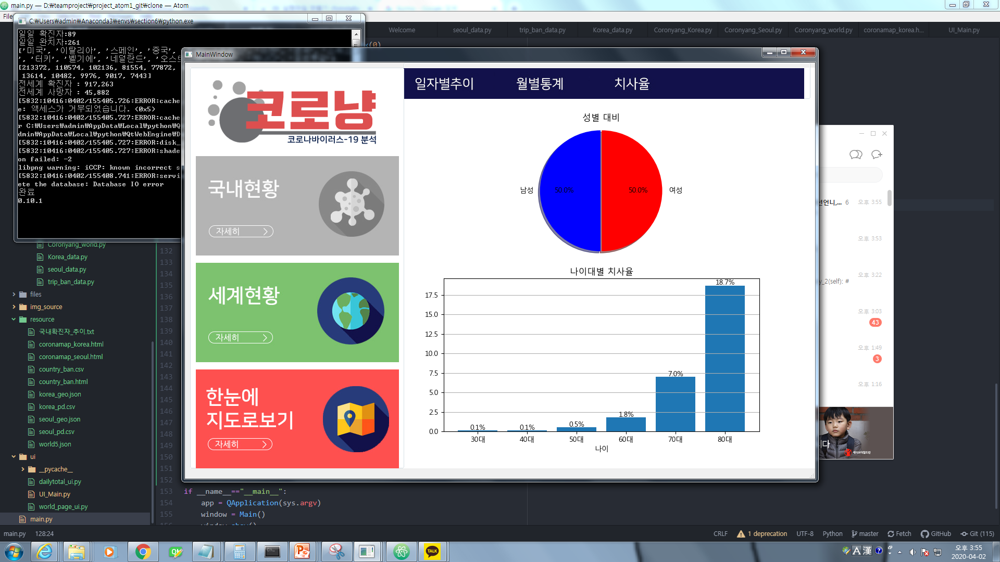 main.py — D:₩teamproject₩project_atom1_git₩clone — Atom
C:₩Users₩admin₩Anaconda3₩envs₩section6₩python.exe
일일 확진자:89
일일 완치자:261
['미국', '이탈리아', '스페인', '중국',
', '터키', '벨기에', '네덜란드', '오스트
[213372, 110574, 102136, 81554, 77872,
13614, 10482, 9976, 9017, 7443]
전세계 확진자 : 917,263
전세계 사망자 : 45,882
[5832:10416:0402/155405.726:ERROR:cache
e: 액세스가 거부되었습니다. (0x5)
[5832:10416:0402/155405.727:ERROR:cache
r C:₩Users₩admin₩AppData₩Local₩python₩Q
dmin₩AppData₩Local₩python₩QtWebEngine₩D
[5832:10416:0402/155405.727:ERROR:disk_
[5832:10416:0402/155405.727:ERROR:shade
on failed: -2
libpng warning: iCCP: known incorrect s
[5832:10416:0402/155408.741:ERROR:servi
ete the database: Database IO error
완료
0.10.1
Welcome
seoul_data.py
trip_ban_data.py
Korea_data.py
Coronyang_Korea.py
Coronyang_Seoul.py
Coronyang_world.py
coronamap_korea.h...
UI_Main.py
MainWindow
코로냥
코로나바이러스-19 분석
국내현황
자세히
세계현황
자세히
한눈에
지도로보기
자세히
일자별추이
월별통계
치사율
성별 대비
남성
50.0%
50.0%
여성
나이대별 치사율
17.5
15.0
12.5
10.0
7.5
5.0
2.5
0.0
0.1%
0.1%
0.5%
1.8%
7.0%
18.7%
30대
40대
50대
60대
70대
80대
나이
선언니,... 6
오후 3:55
오후 3:53
오후 3:22
y_2(self): #
오후 3:03
43
오후 1:49
3
오후 1:16
Coronyang_world.py
Korea_data.py
seoul_data.py
trip_ban_data.py
files
img_source
resource
국내확진자_추이.txt
coronamap_korea.html
coronamap_seoul.html
country_ban.csv
country_ban.html
korea_geo.json
korea_pd.csv
seoul_geo.json
seoul_pd.csv
world5.json
ui
__pycache__
dailytotal_ui.py
UI_Main.py
world_page_ui.py
main.py
132
133
134
135
136
137
138
139
140
141
142
143
144
145
146
147
148
149
150
151
152
153 if __name__=="__main__":
154 app = QApplication(sys.argv)
155 window = Main()
main.py 128:24
CRLF
1 deprecation
UTF-8
Python
master
Fetch
GitHub
Git (115)
TALK
A 漢
오후 3:55
2020-04-02